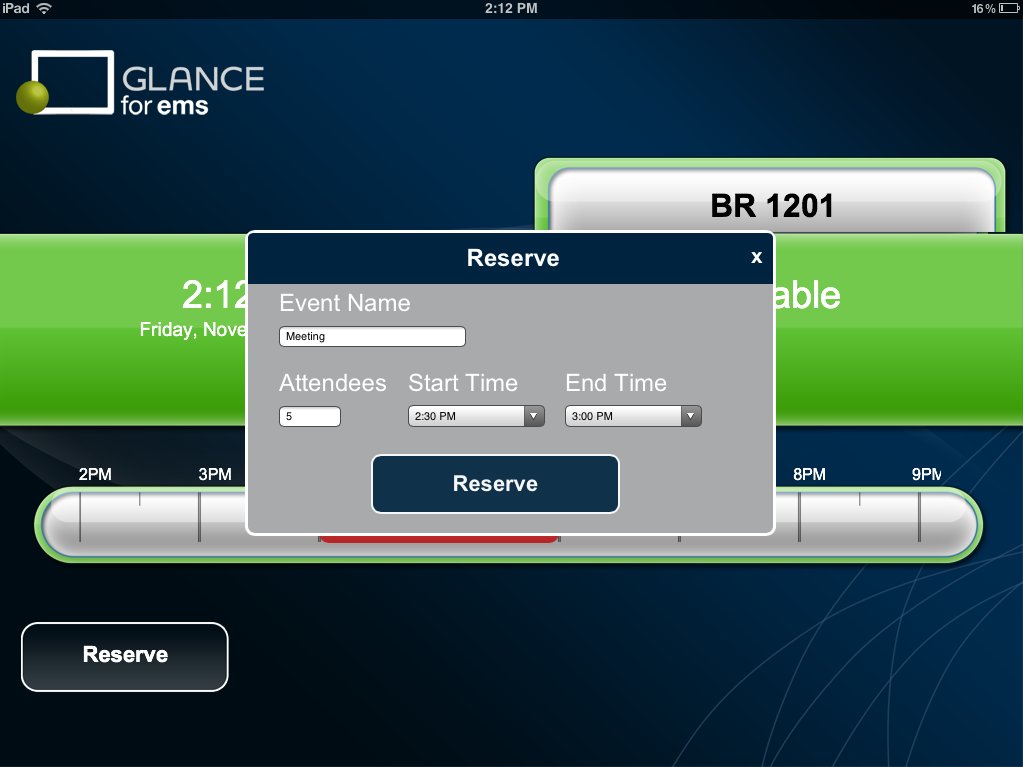 iPad 2:12 PM 16%
GLANCE
for ems
BR 1201
Reserve x
2:12
Friday, Nove
able
Event Name
Meeting
Attendees Start Time End Time
5 2:30 PM 3:00 PM
Reserve
2PM 3PM 8PM 9PM
Reserve